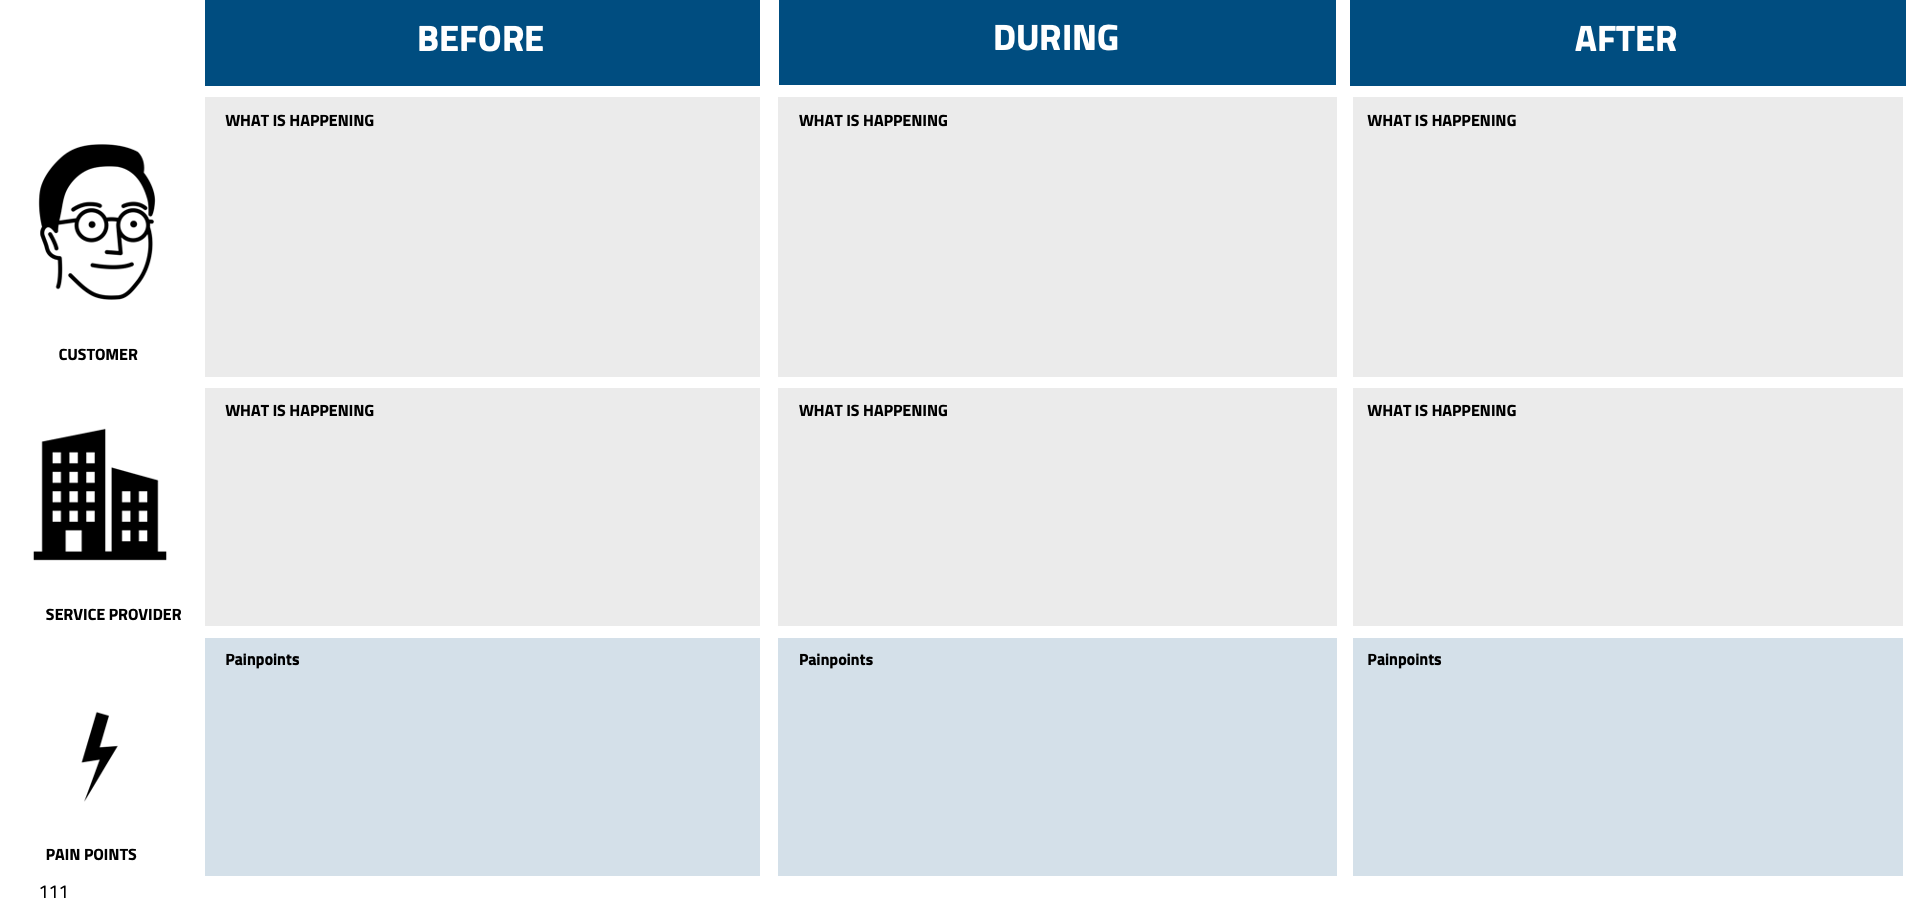 BEFORE
DURING
AFTER
WHAT IS HAPPENING
WHAT IS HAPPENING
WHAT IS HAPPENING
CUSTOMER
WHAT IS HAPPENING
WHAT IS HAPPENING
WHAT IS HAPPENING
SERVICE PROVIDER
Painpoints
Painpoints
Painpoints
PAIN POINTS
111